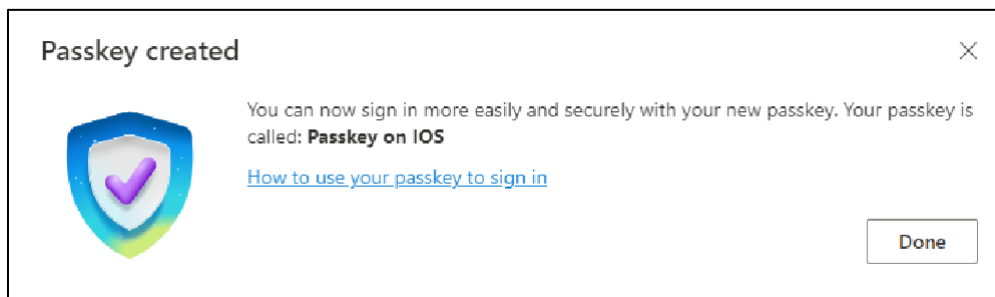 Passkey created
You can now sign in more easily and securely with your new passkey. Your passkey is
called: Passkey on IOS
How to use your passkey to sign in
Done